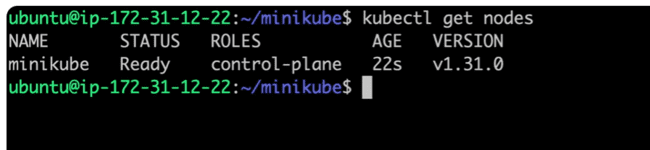 ubuntu@ip-172-31-12-22:~/minikube$ kubectl get nodes
NAME       STATUS   ROLES           AGE   VERSION
minikube   Ready    control-plane   22s   v1.31.0
ubuntu@ip-172-31-12-22:~/minikube$